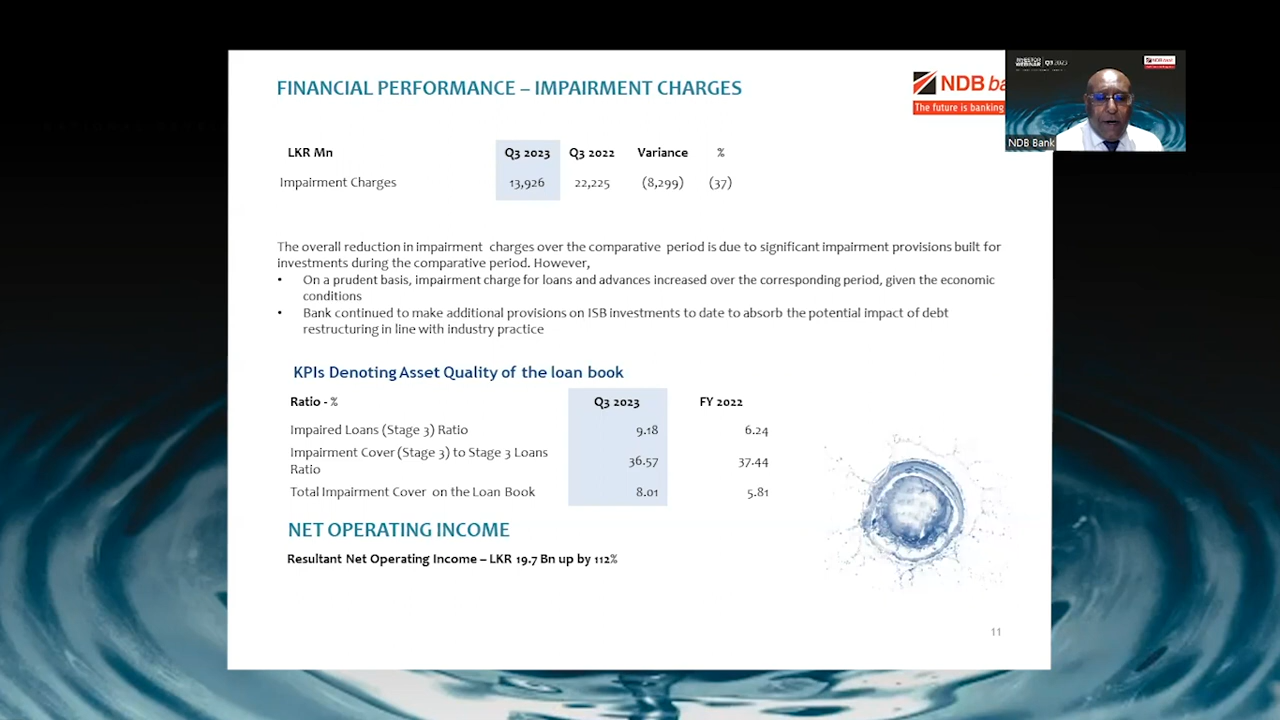 FINANCIAL PERFORMANCE – IMPAIRMENT CHARGES
NDB ba
The future is banking
INVESTOR WEBINAR Q3 2023
NDB bank
NDB Bank
LKR Mn Q3 2023 Q3 2022 Variance %
Impairment Charges 13,926 22,225 (8,299) (37)
The overall reduction in impairment charges over the comparative period is due to significant impairment provisions built for
investments during the comparative period. However,
• On a prudent basis, impairment charge for loans and advances increased over the corresponding period, given the economic
conditions
• Bank continued to make additional provisions on ISB investments to date to absorb the potential impact of debt
restructuring in line with industry practice
KPIs Denoting Asset Quality of the loan book
Ratio - % Q3 2023 FY 2022
Impaired Loans (Stage 3) Ratio 9.18 6.24
Impairment Cover (Stage 3) to Stage 3 Loans
Ratio 36.57 37.44
Total Impairment Cover on the Loan Book 8.01 5.81
NET OPERATING INCOME
Resultant Net Operating Income – LKR 19.7 Bn up by 112%
11